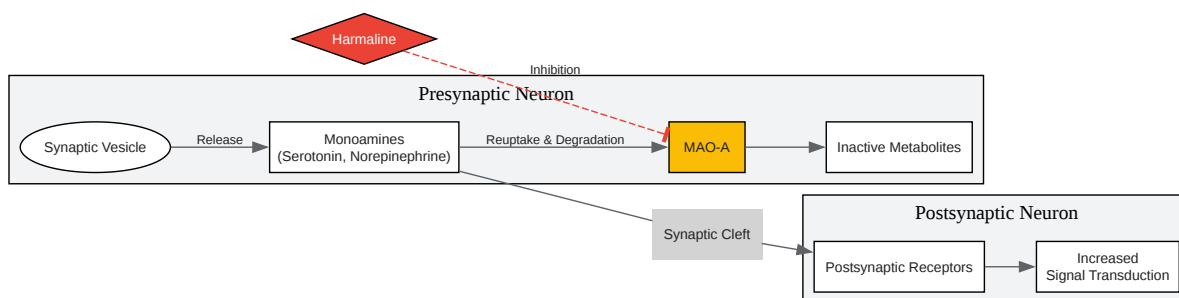 Harmaline
Inhibition
Presynaptic Neuron
Synaptic Vesicle
Release
Monoamines
(Serotonin, Norepinephrine)
Reuptake & Degradation
MAO-A
Inactive Metabolites
Synaptic Cleft
Postsynaptic Neuron
Postsynaptic Receptors
Increased
Signal Transduction